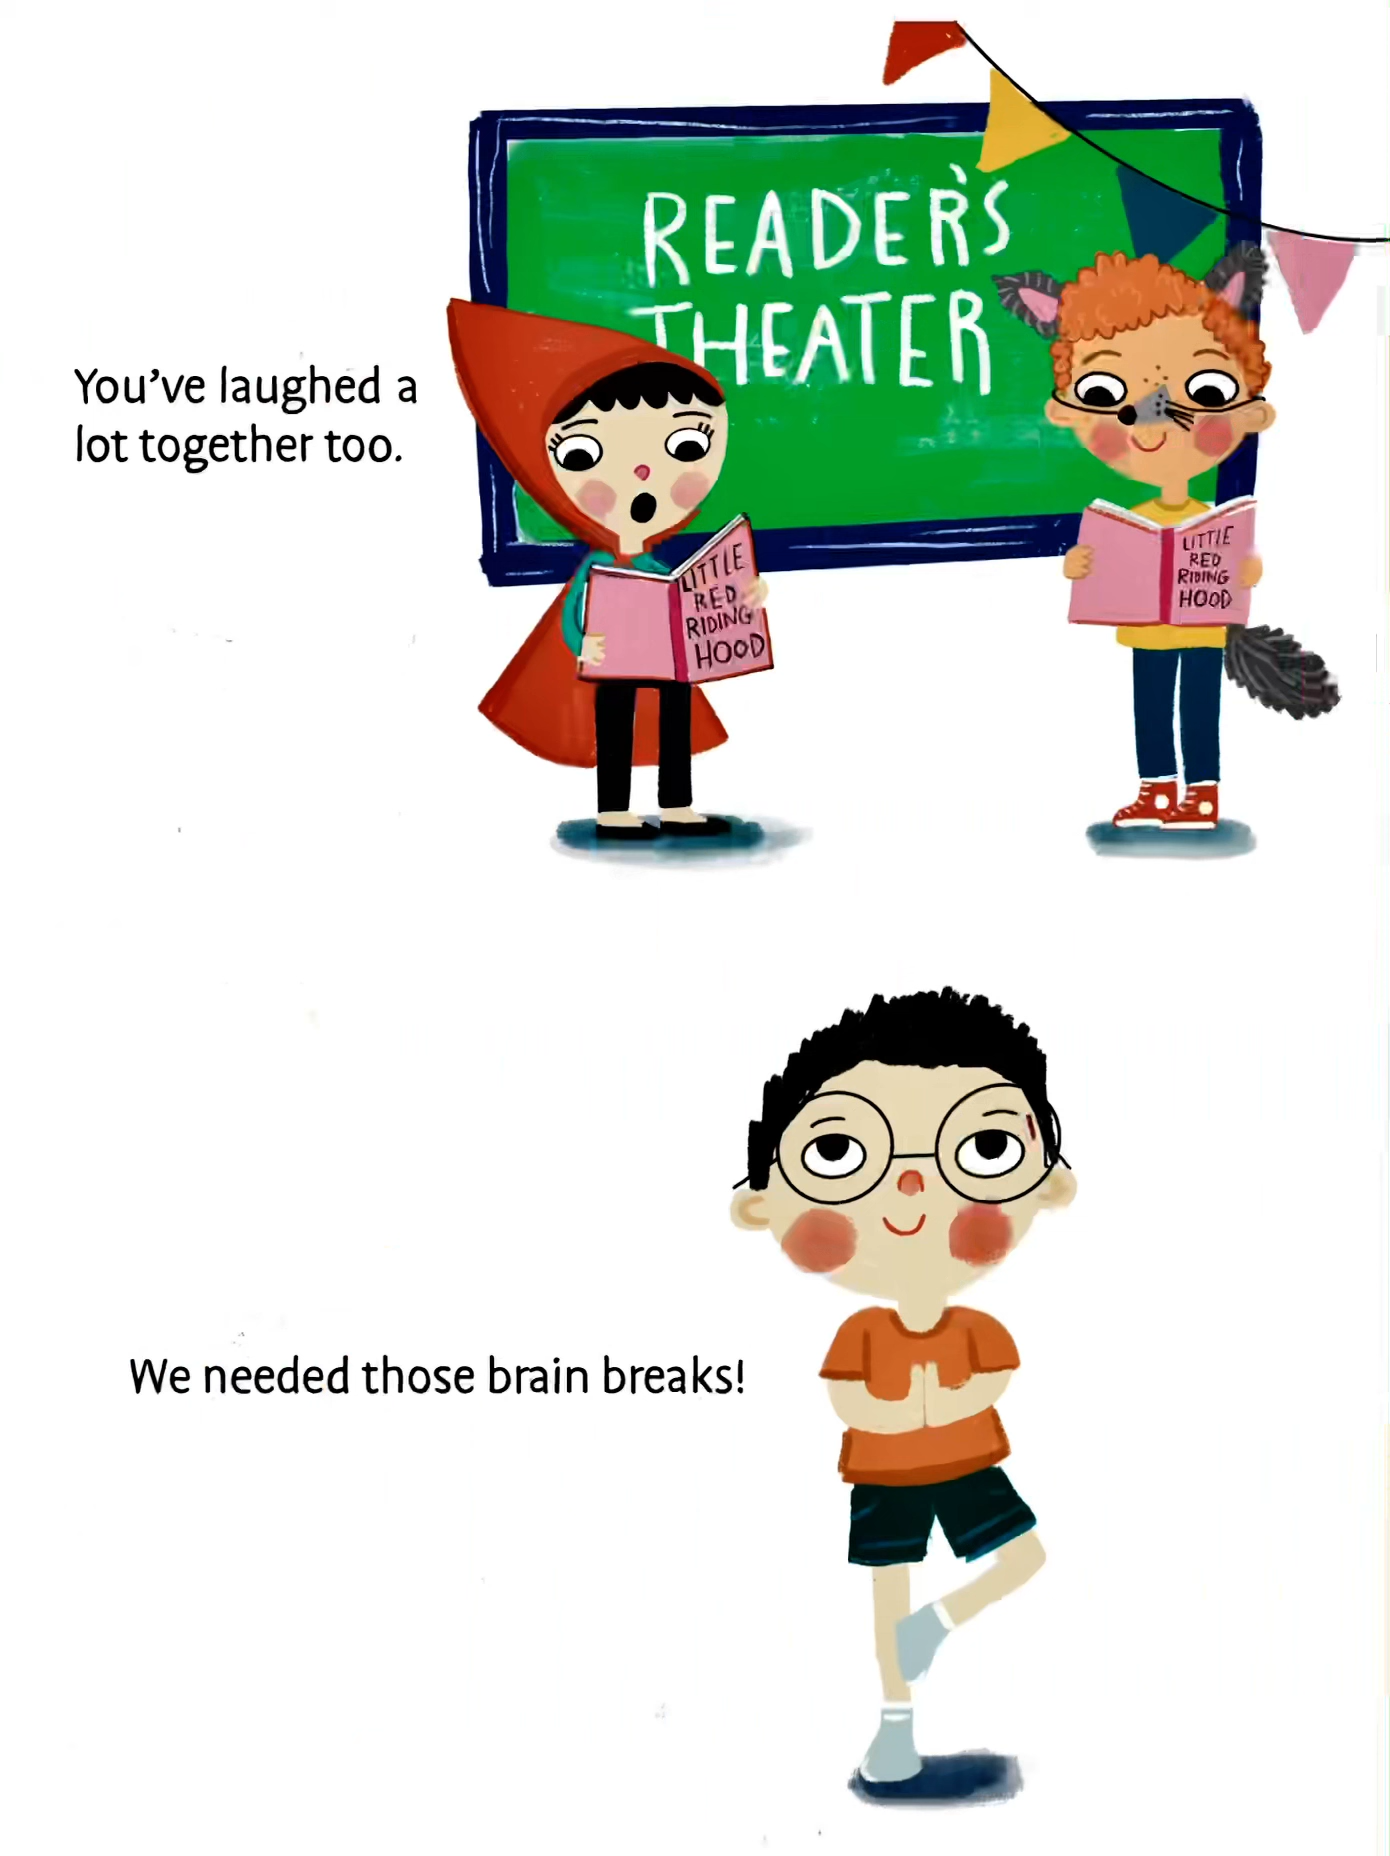 READER'S
THEATER
You've laughed a
lot together too.
LITTLE
RED
RIDING
HOOD
LITTLE
RED
RIDING
HOOD
We needed those brain breaks!